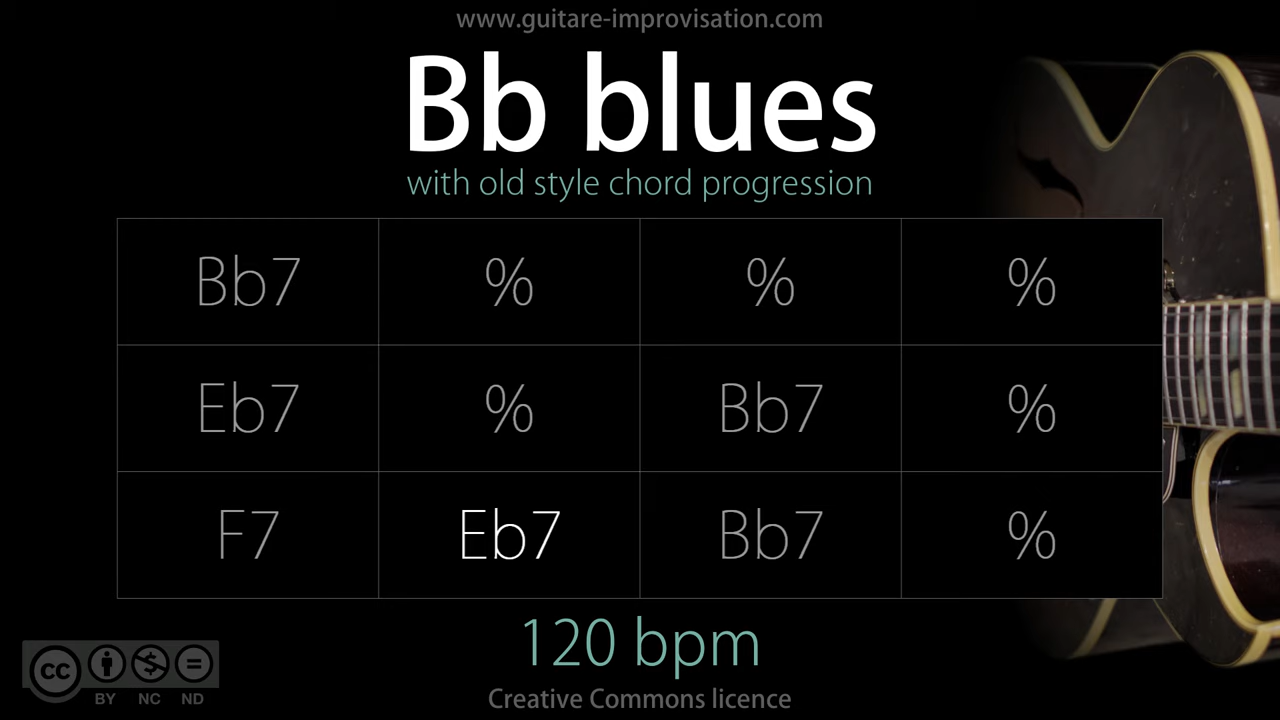 www.guitare-improvisation.com
Bb blues
with old style chord progression
Bb7 % % %
Eb7 % Bb7 %
F7 Eb7 Bb7 %
120 bpm
cc
BY NC ND
Creative Commons licence